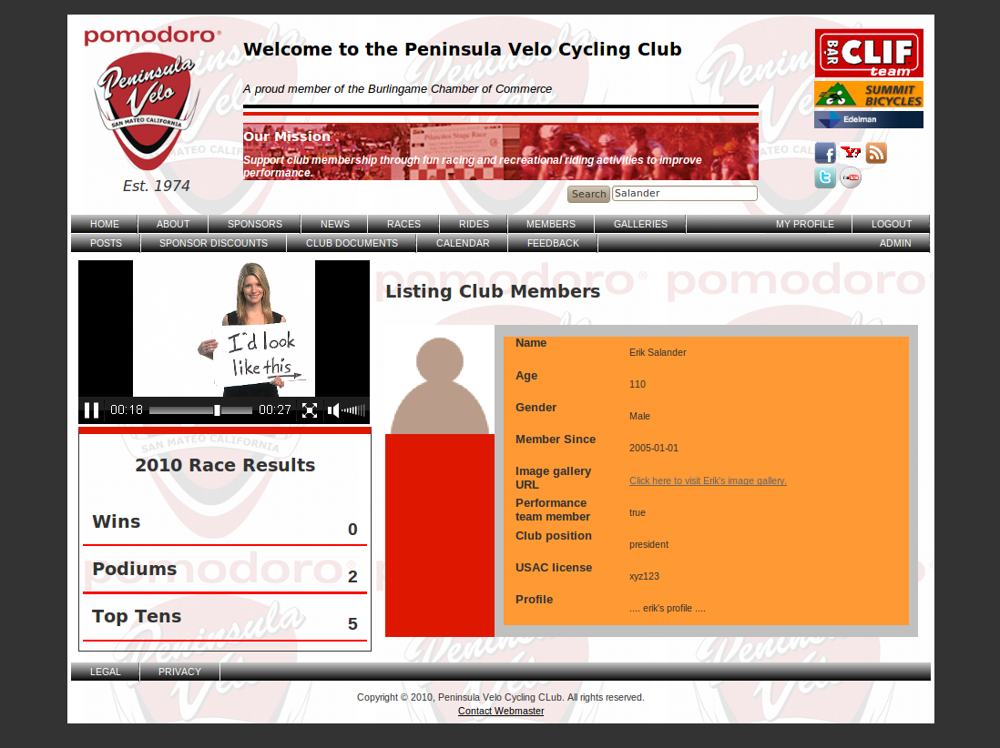 pomodoro®
Peninsula
Velo
SAN MATEO CALIFORNIA
Est. 1974
Welcome to the Peninsula Velo Cycling Club
A proud member of the Burlingame Chamber of Commerce
Our Mission
Support club membership through fun racing and recreational riding activities to improve
performance.
Search Salander
CLIF
BAR
team
SUMMIT
BICYCLES
Edelman
HOME ABOUT SPONSORS NEWS RACES RIDES MEMBERS GALLERIES MY PROFILE LOGOUT
POSTS SPONSOR DISCOUNTS CLUB DOCUMENTS CALENDAR FEEDBACK ADMIN
I'd look
like this
00:18 00:27
2010 Race Results
Wins 0
Podiums 2
Top Tens 5
Listing Club Members
Name
Erik Salander
Age
110
Gender
Male
Member Since
2005-01-01
Image gallery
URL
Click here to visit Erik's image gallery.
Performance
team member
true
Club position
president
USAC license
xyz123
Profile
.... erik's profile ....
LEGAL PRIVACY
Copyright © 2010, Peninsula Velo Cycling CLub. All rights reserved.
Contact Webmaster